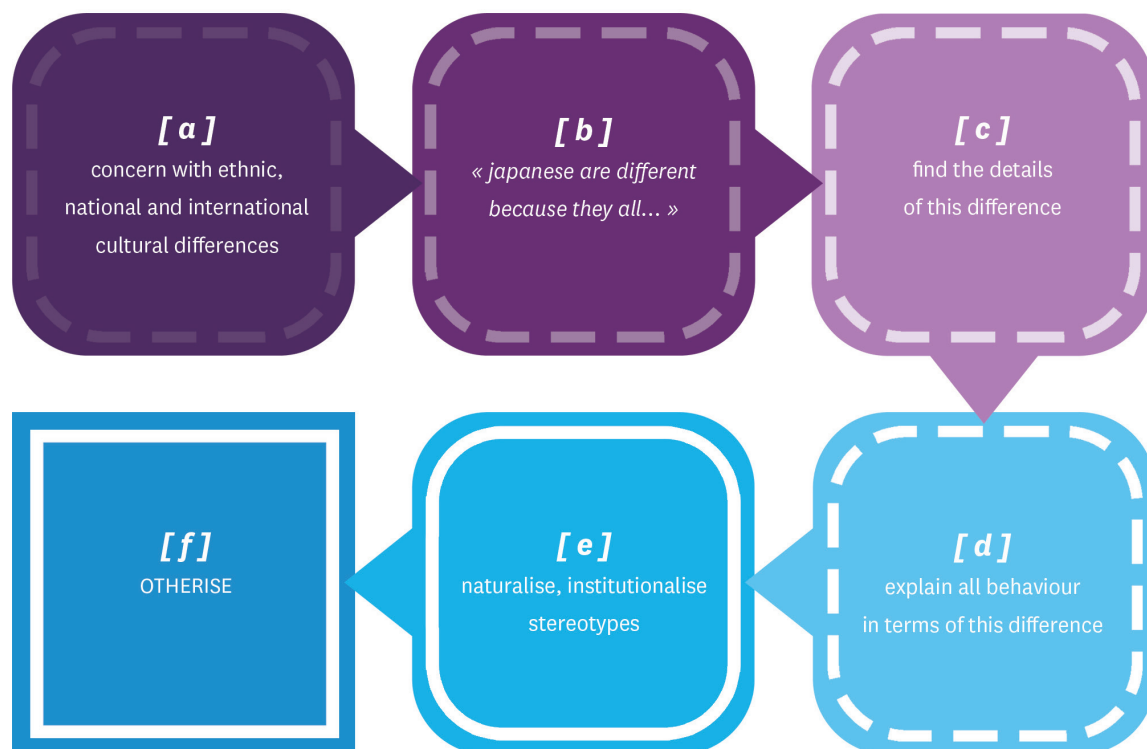 [ a ]
concern with ethnic,
national and international
cultural differences
[ b ]
« japanese are different
because they all... »
[ c ]
find the details
of this difference
[ d ]
explain all behaviour
in terms of this difference
[ e ]
naturalise, institutionalise
stereotypes
[ f ]
OTHERISE